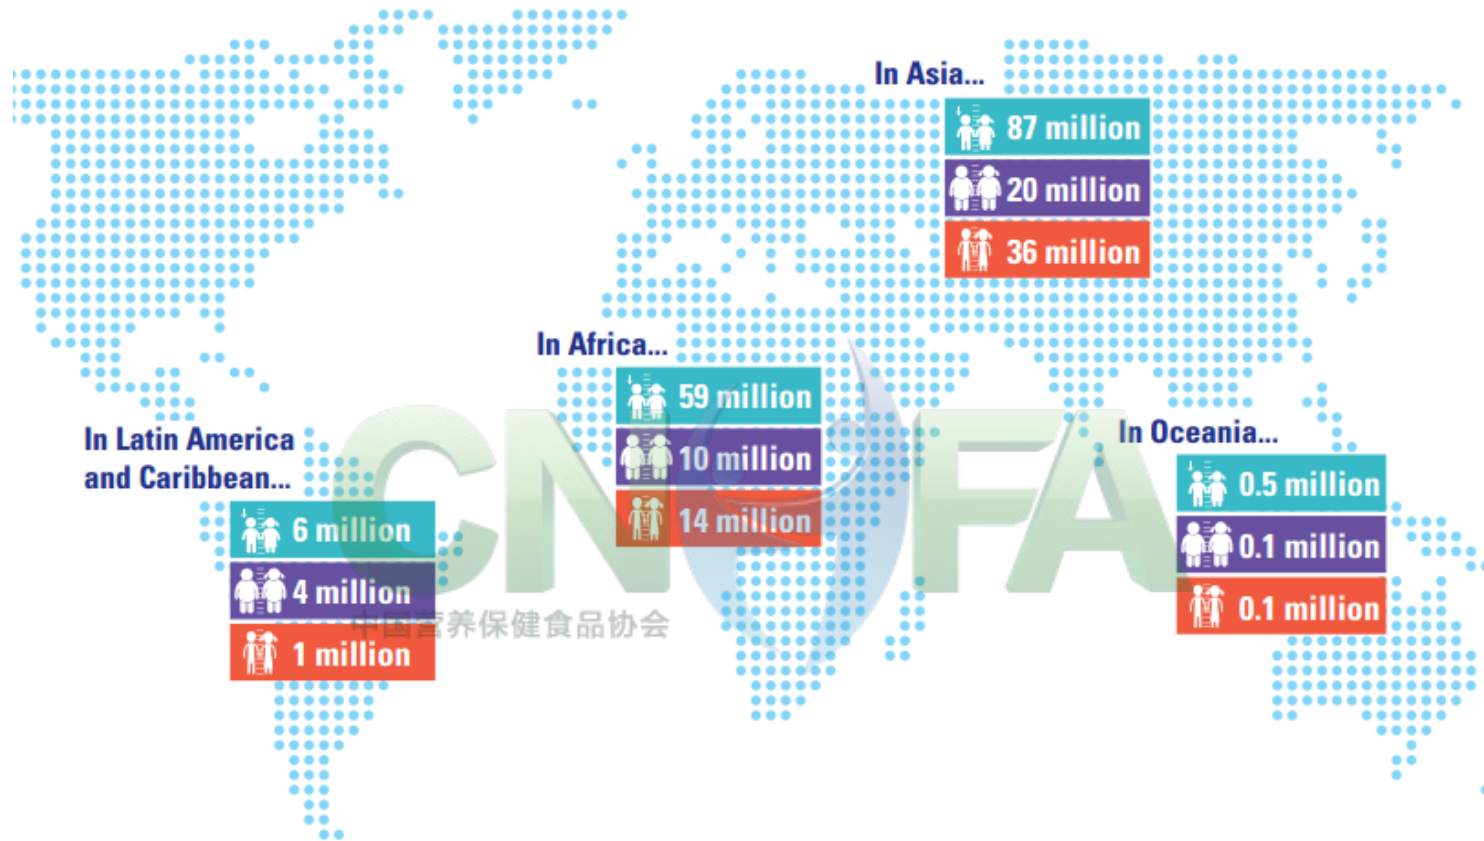 In Asia...
87 million
20 million
36 million
In Africa...
59 million
10 million
14 million
In Latin America
and Caribbean...
6 million
4 million
1 million
In Oceania...
0.5 million
0.1 million
0.1 million
CNHFA
中国营养保健食品协会